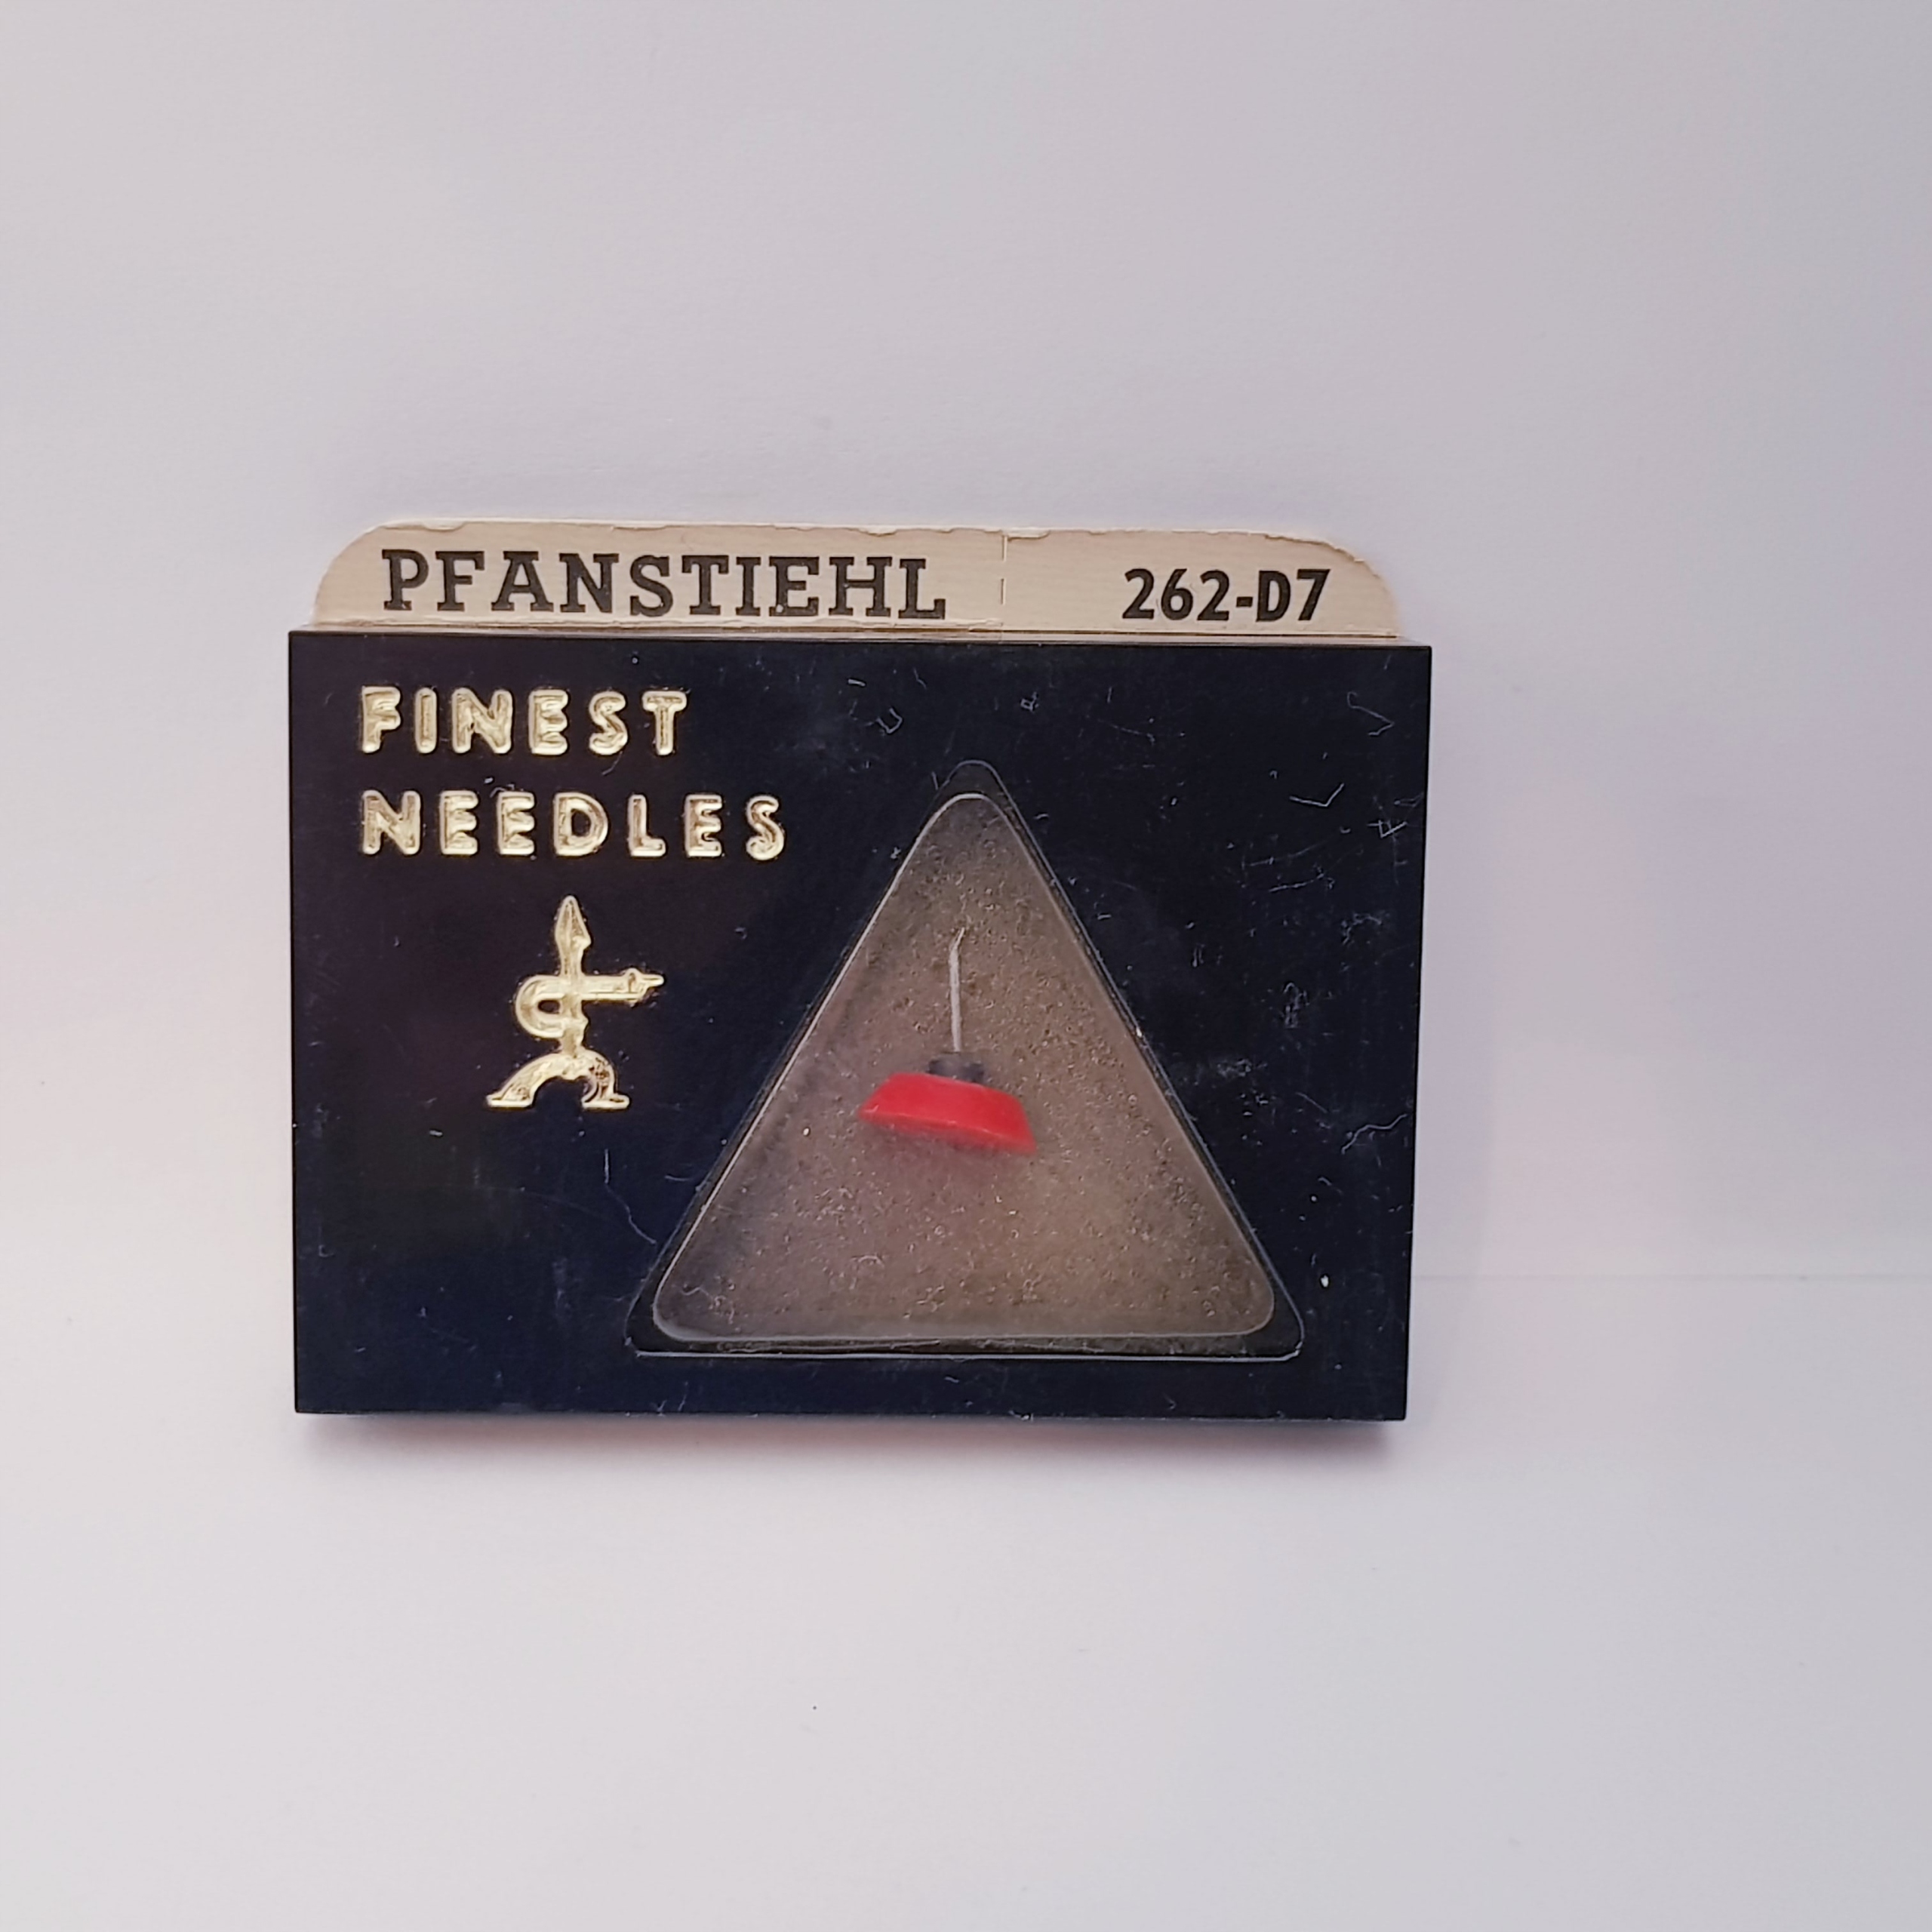 PFANSTIEHL 262-D7
FINEST
NEEDLES